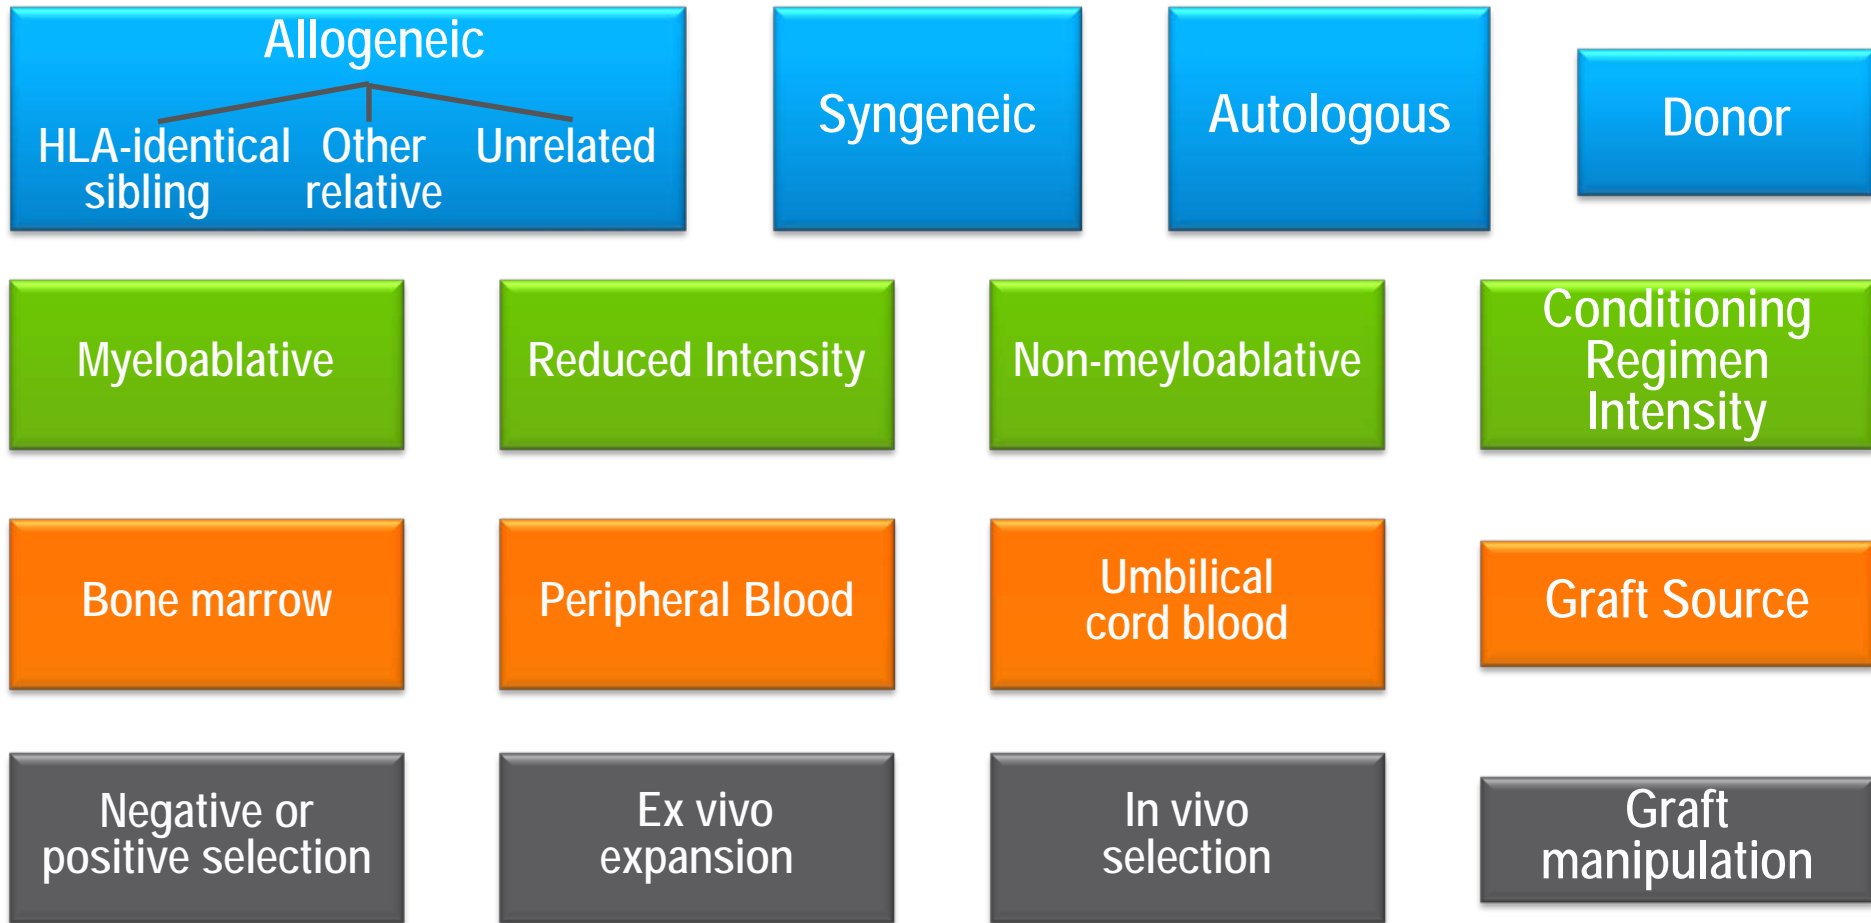 Allogeneic
HLA-identical
sibling
Other
relative
Unrelated
Syngeneic
Autologous
Donor
Myeloablative
Reduced Intensity
Non-meyloablative
Conditioning
Regimen
Intensity
Bone marrow
Peripheral Blood
Umbilical
cord blood
Graft Source
Negative or
positive selection
Ex vivo
expansion
In vivo
selection
Graft
manipulation